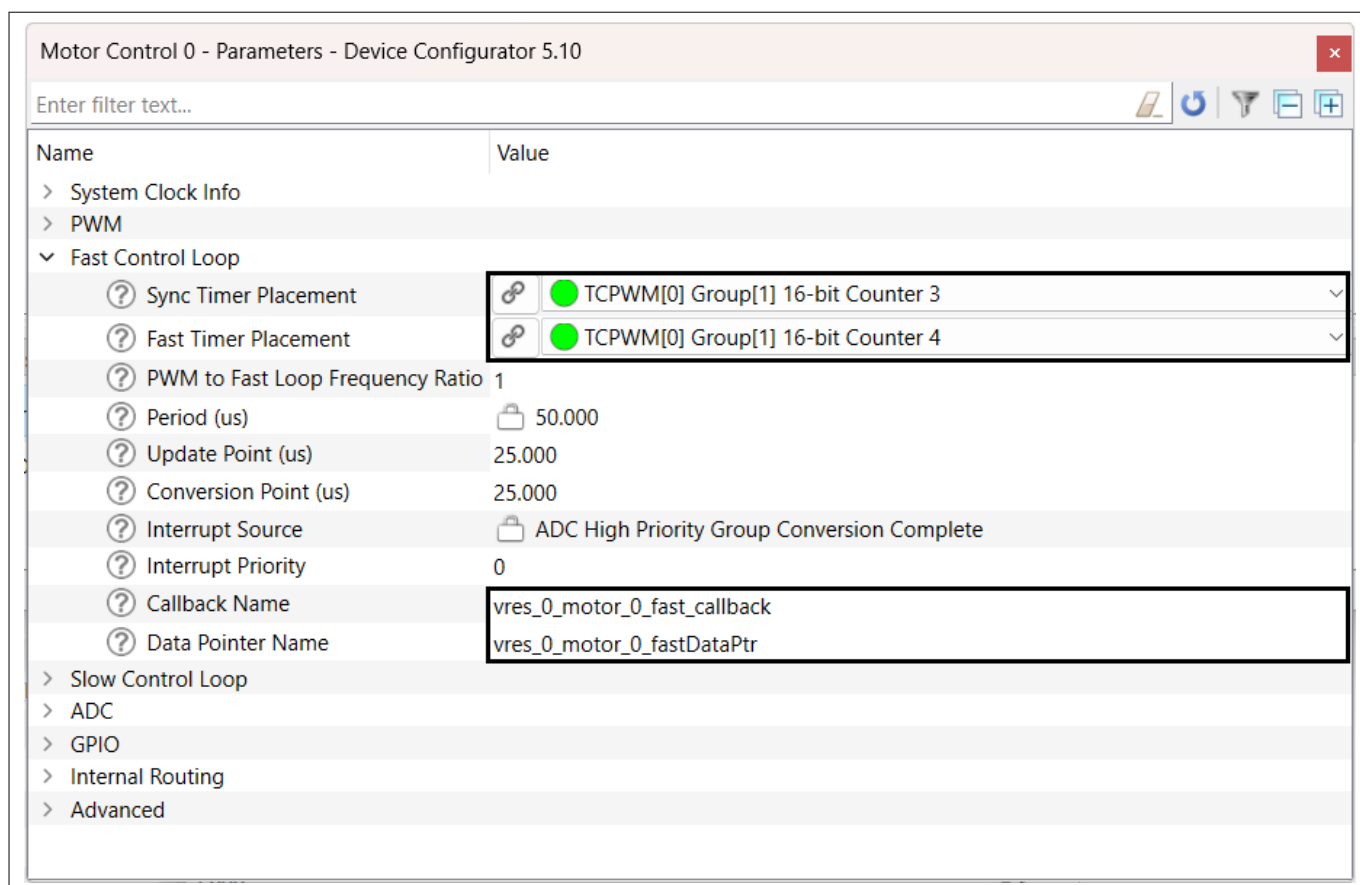 Motor Control 0 - Parameters - Device Configurator 5.10
Enter filter text...
Name Value
System Clock Info
PWM
Fast Control Loop
Sync Timer Placement TCPWM[0] Group[1] 16-bit Counter 3
Fast Timer Placement TCPWM[0] Group[1] 16-bit Counter 4
PWM to Fast Loop Frequency Ratio 1
Period (us) 50.000
Update Point (us) 25.000
Conversion Point (us) 25.000
Interrupt Source ADC High Priority Group Conversion Complete
Interrupt Priority 0
Callback Name vres_0_motor_0_fast_callback
Data Pointer Name vres_0_motor_0_fastDataPtr
Slow Control Loop
ADC
GPIO
Internal Routing
Advanced